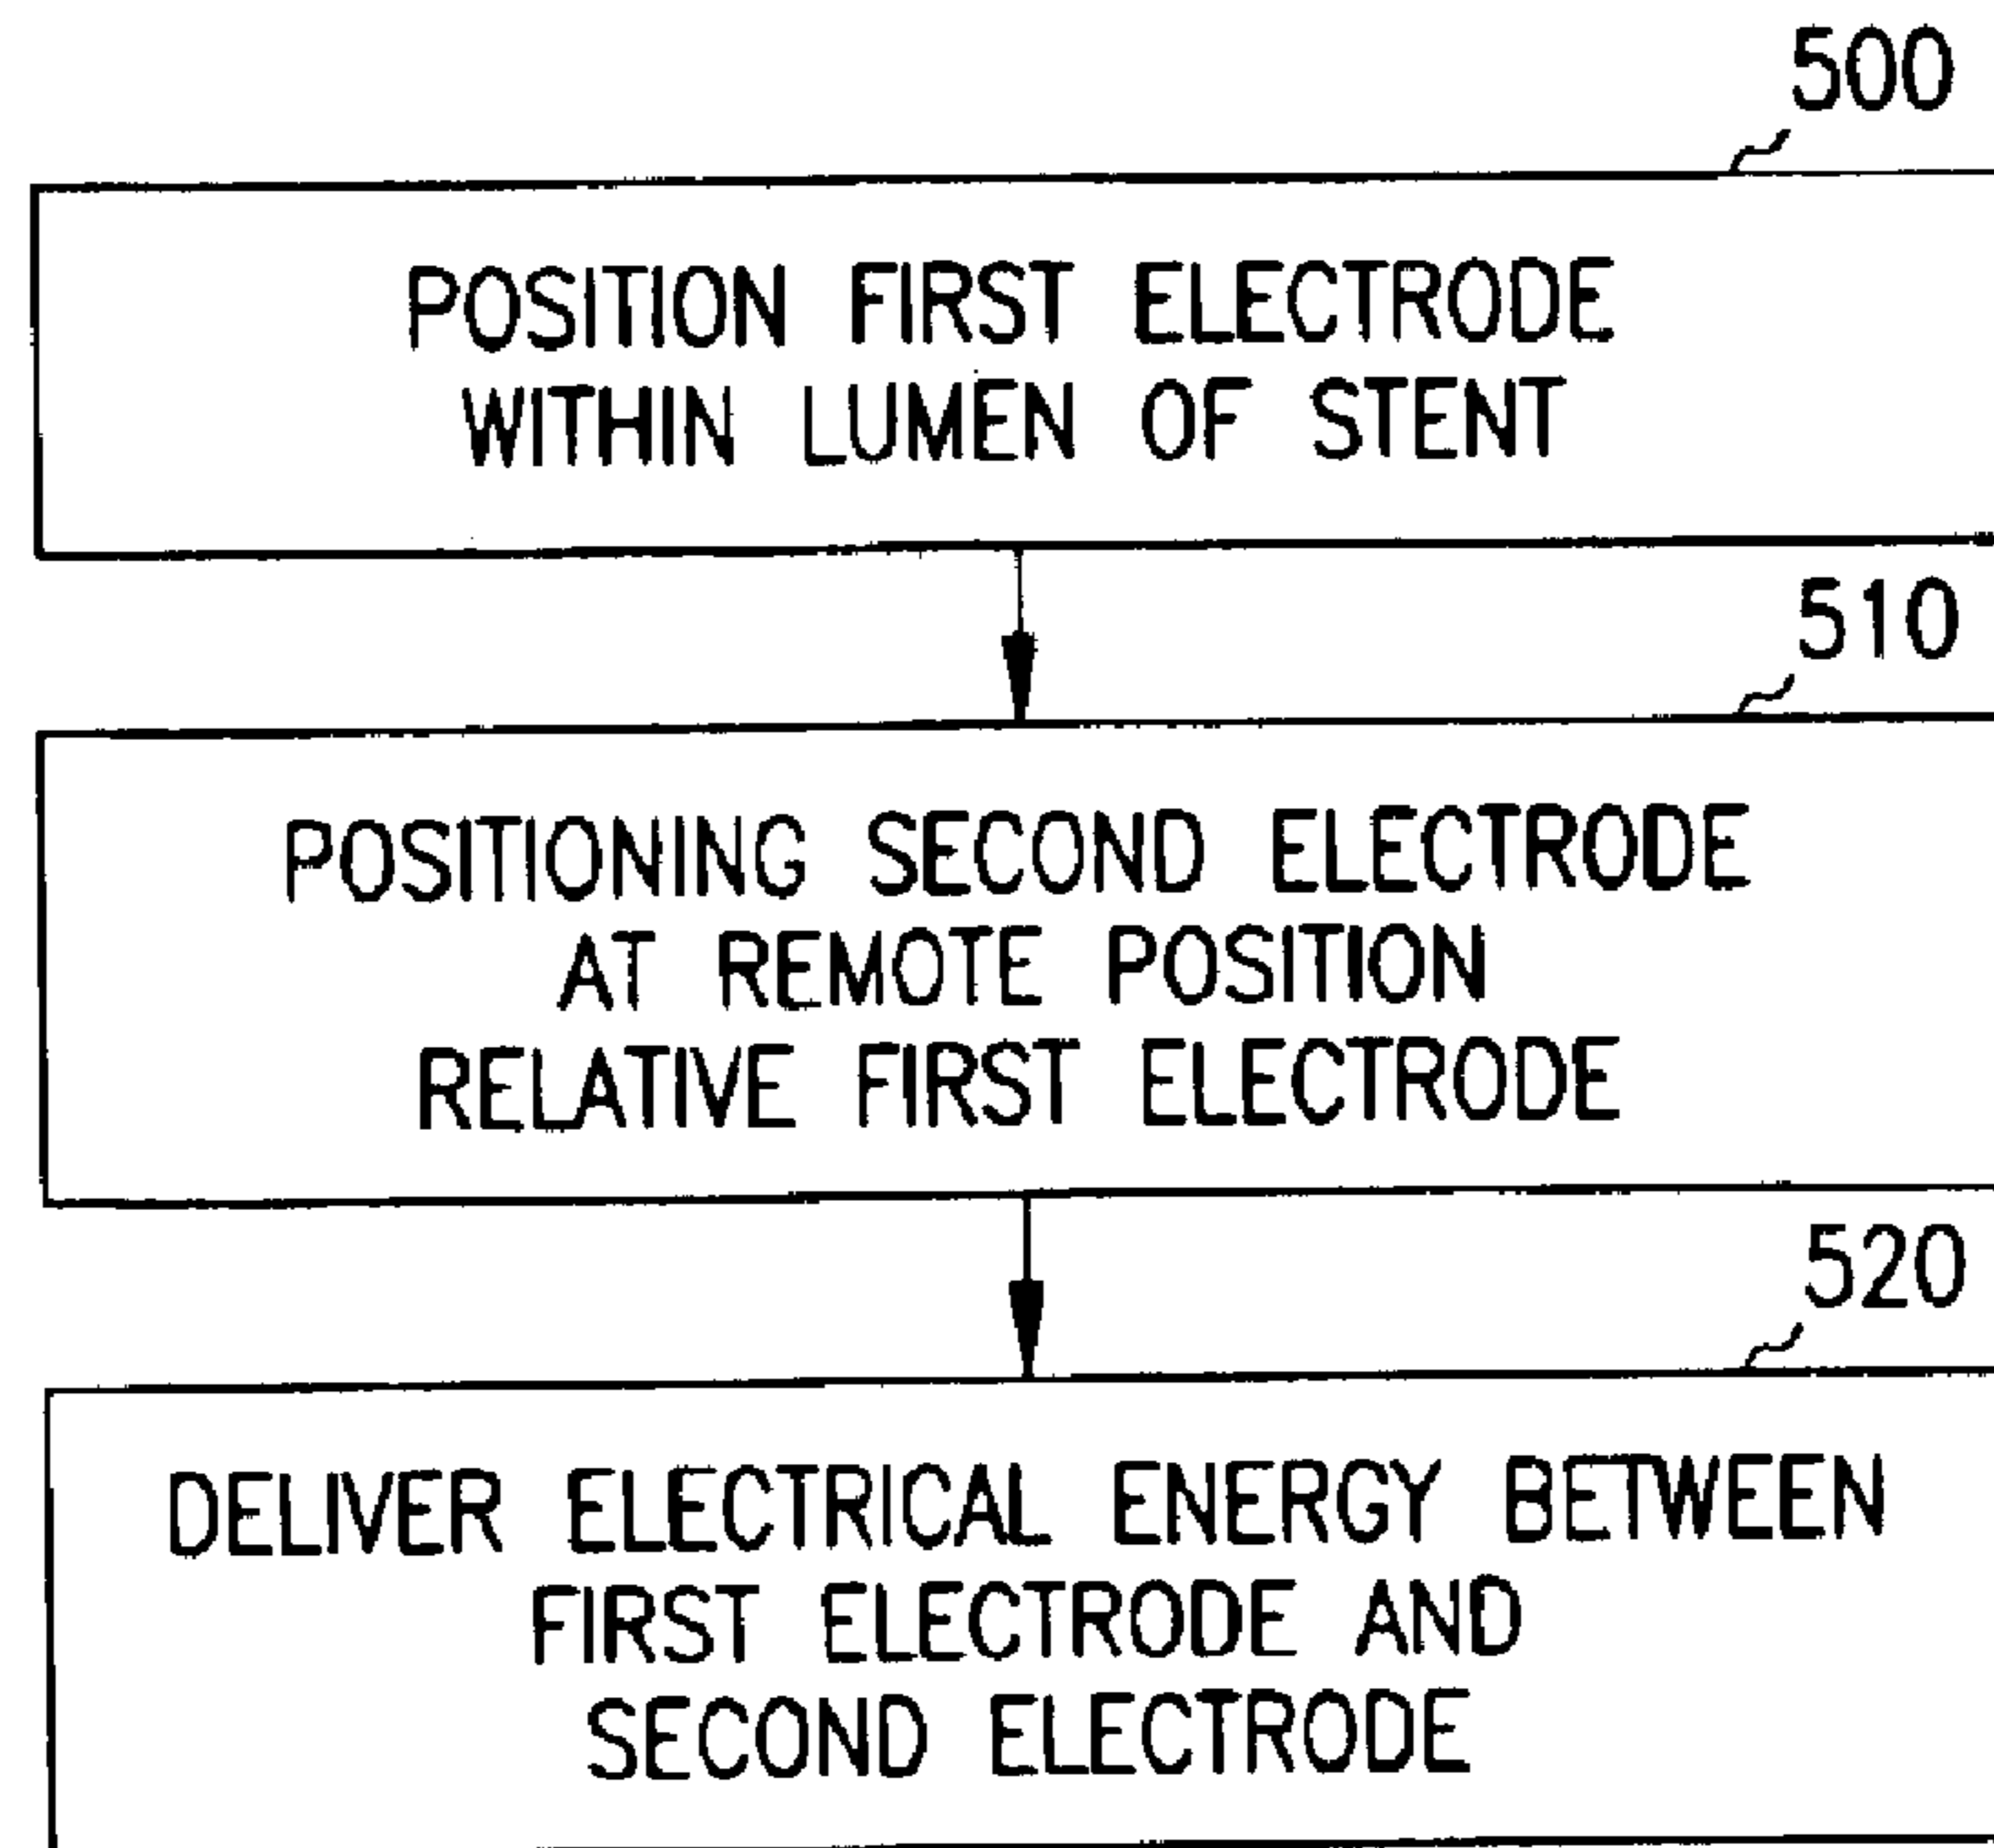 500
POSITION FIRST ELECTRODE
WITHIN LUMEN OF STENT
510
POSITIONING SECOND ELECTRODE
AT REMOTE POSITION
RELATIVE FIRST ELECTRODE
520
DELIVER ELECTRICAL ENERGY BETWEEN
FIRST ELECTRODE AND
SECOND ELECTRODE